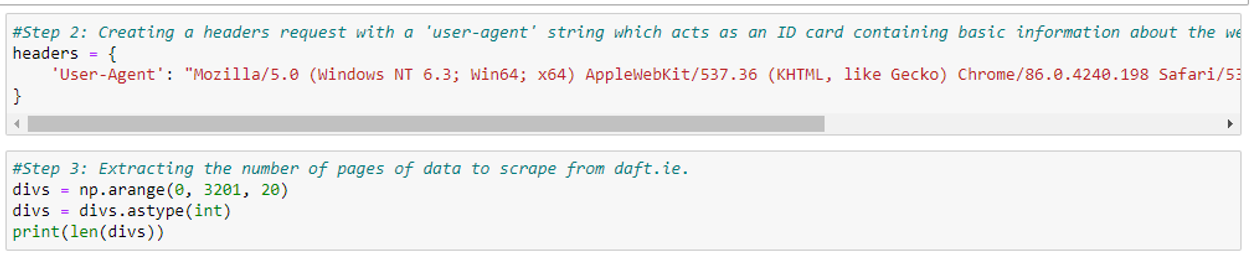 #Step 2: Creating a headers request with a 'user-agent' string which acts as an ID card containing basic information about the
headers = {
    'User-Agent': "Mozilla/5.0 (Windows NT 6.3; Win64; x64) AppleWebKit/537.36 (KHTML, like Gecko) Chrome/86.0.4240.198 Safari/53
}
#Step 3: Extracting the number of pages of data to scrape from daft.ie.
divs = np.arange(0, 3201, 20)
divs = divs.astype(int)
print(len(divs))